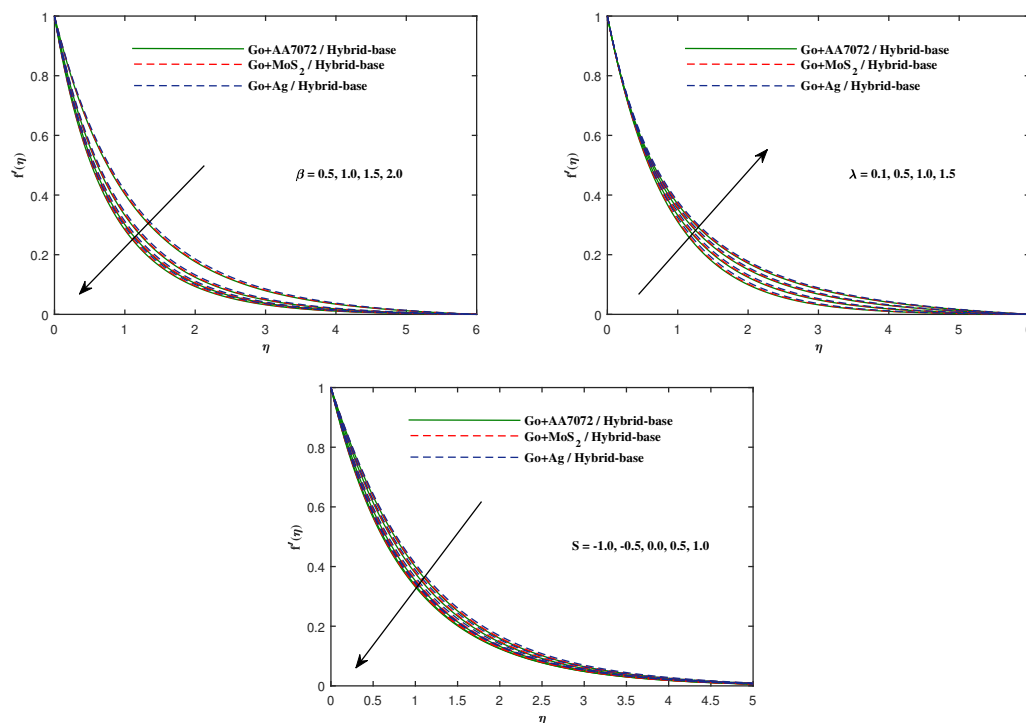 1
0.8
0.6
0.4
0.2
0
f′(η)
Go+AA7072 / Hybrid-base
Go+MoS2 / Hybrid-base
Go+Ag / Hybrid-base
β = 0.5, 1.0, 1.5, 2.0
0 1 2 3 4 5 6
η
1
0.8
0.6
0.4
0.2
0
f′(η)
Go+AA7072 / Hybrid-base
Go+MoS2 / Hybrid-base
Go+Ag / Hybrid-base
λ = 0.1, 0.5, 1.0, 1.5
0 1 2 3 4 5 6
η
1
0.8
0.6
0.4
0.2
0
f′(η)
Go+AA7072 / Hybrid-base
Go+MoS2 / Hybrid-base
Go+Ag / Hybrid-base
S = -1.0, -0.5, 0.0, 0.5, 1.0
0 0.5 1 1.5 2 2.5 3 3.5 4 4.5 5
η